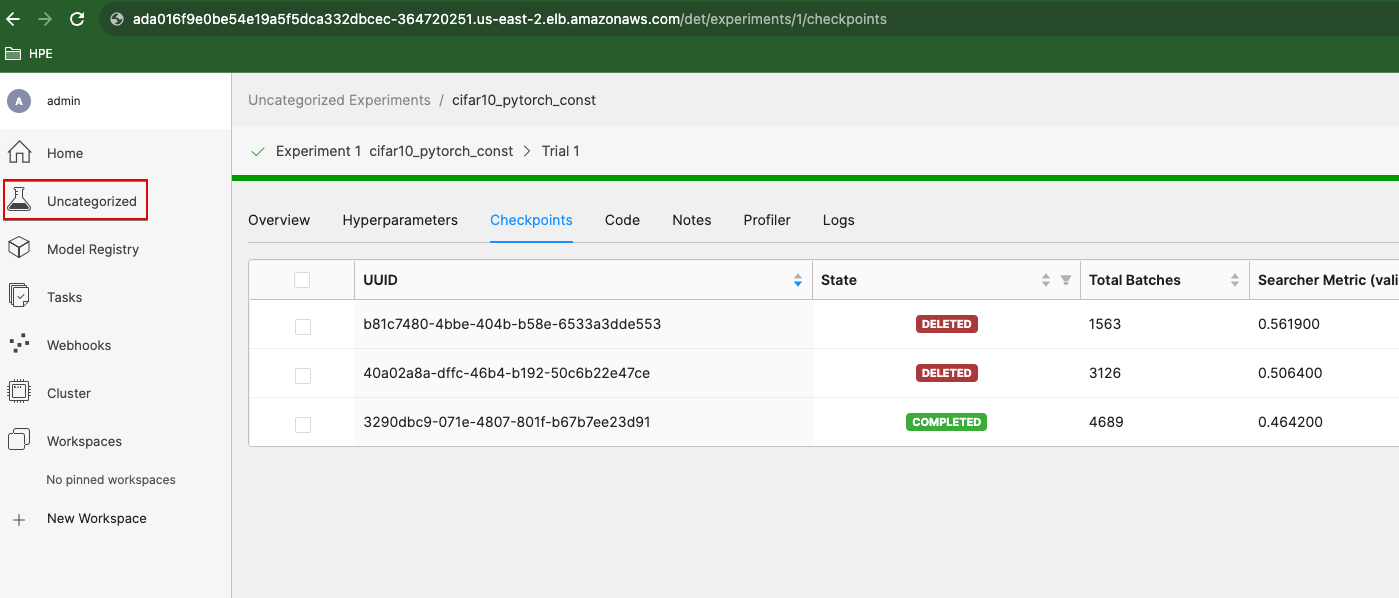 ada016f9e0be54e19a5f5dca332dbcec-364720251.us-east-2.elb.amazonaws.com/det/experiments/1/checkpoints
HPE
A admin
Uncategorized Experiments / cifar10_pytorch_const
Home
Experiment 1 cifar10_pytorch_const > Trial 1
Uncategorized
Overview Hyperparameters Checkpoints Code Notes Profiler Logs
Model Registry
UUID State Total Batches Searcher Metric (vali
Tasks
b81c7480-4bbe-404b-b58e-6533a3dde553 DELETED 1563 0.561900
Webhooks
40a02a8a-dffc-46b4-b192-50c6b22e47ce DELETED 3126 0.506400
Cluster
3290dbc9-071e-4807-801f-b67b7ee23d91 COMPLETED 4689 0.464200
Workspaces
No pinned workspaces
+ New Workspace